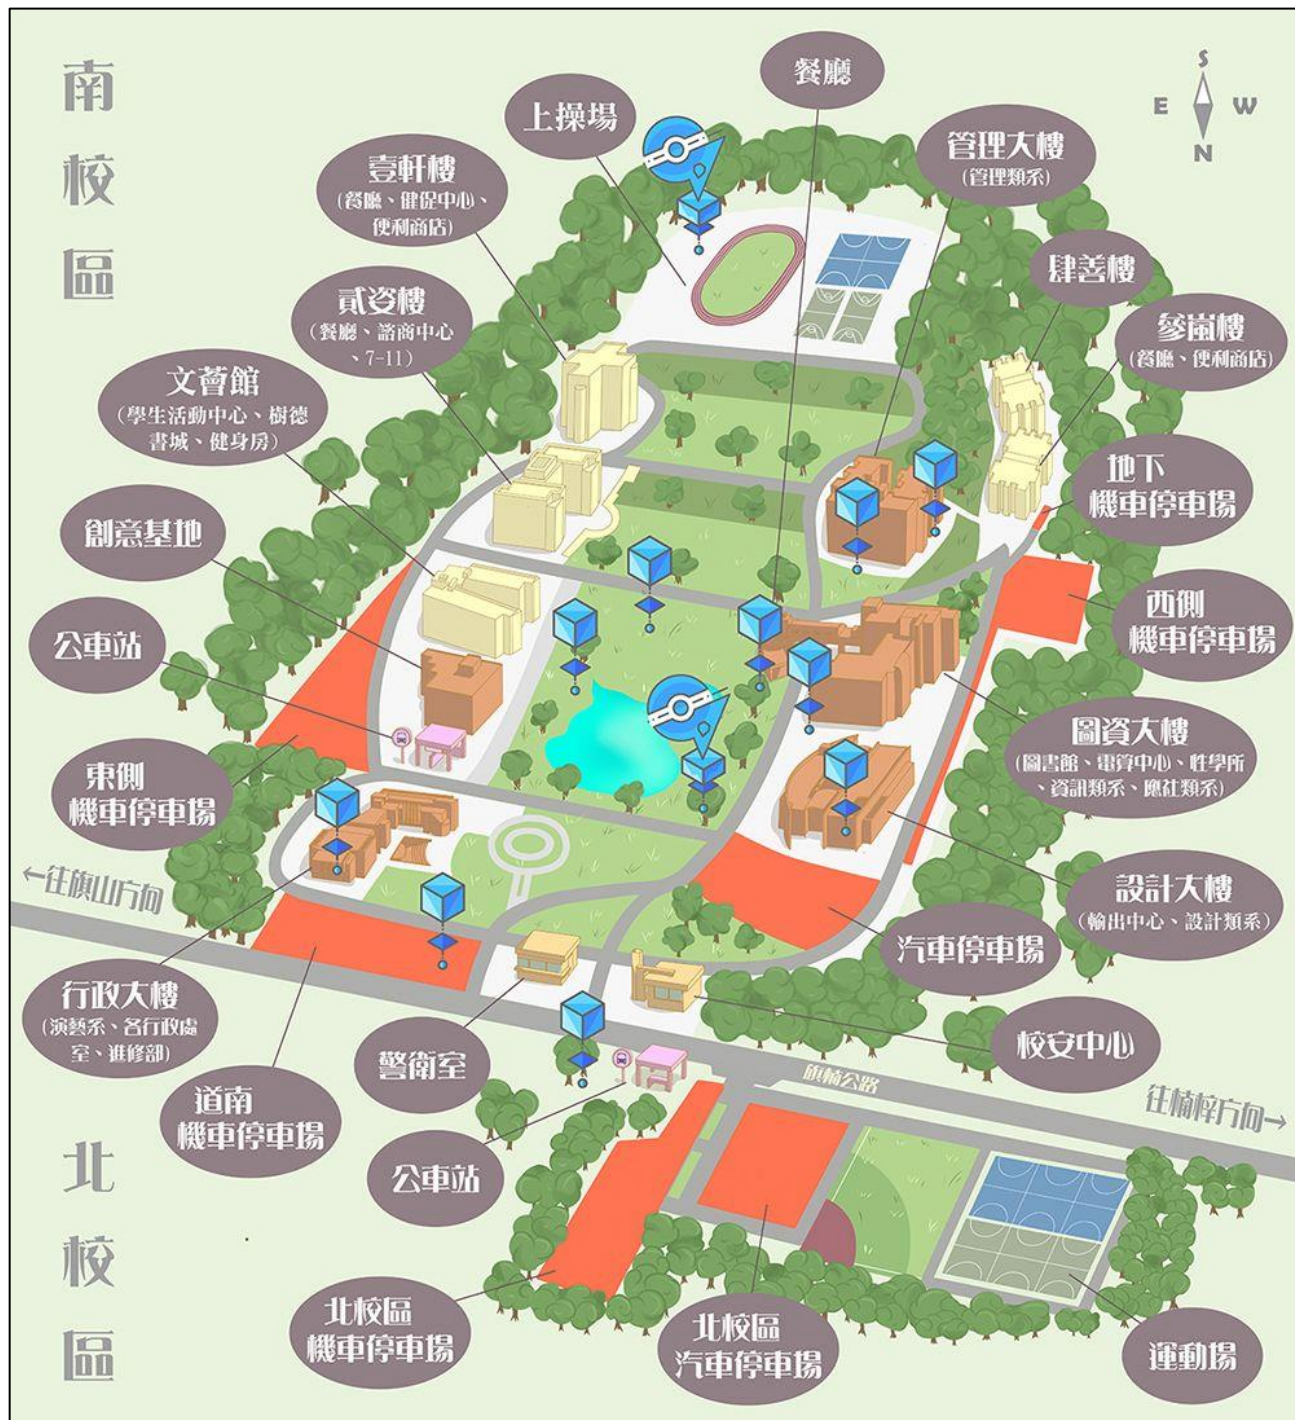 南校區
S
E
W
N
餐廳
上操場
管理大樓
(管理類系)
壹軒樓
(餐廳、健促中心、
便利商店)
肆善樓
貳姿樓
(餐廳、諮商中心
、7-11)
參嵐樓
(餐廳、便利商店)
文薈館
(學生活動中心、樹德
書城、健身房)
地下
機車停車場
創意基地
西側
機車停車場
公車站
圖資大樓
(圖書館、電算中心、性學所
、資訊類系、應社類系)
東側
機車停車場
←往旗山方向
設計大樓
(輸出中心、設計類系)
汽車停車場
行政大樓
(演藝系、各行政處
室、進修部)
校安中心
警衛室
旗楠公路
往楠梓方向→
道南
機車停車場
北校區
公車站
北校區
機車停車場
北校區
汽車停車場
運動場